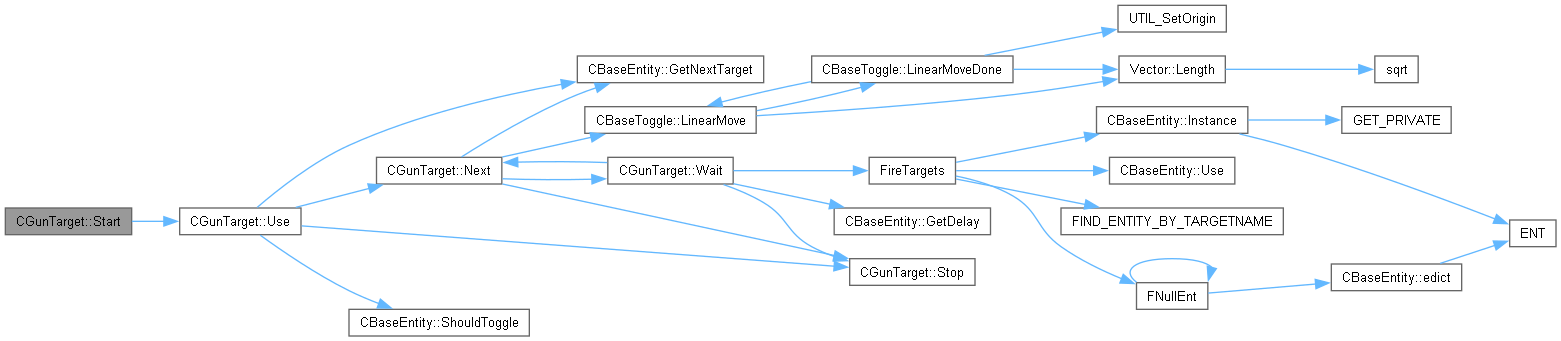 UTIL_SetOrigin
CBaseEntity::GetNextTarget
CBaseToggle::LinearMoveDone
Vector::Length
sqrt
CBaseToggle::LinearMove
CBaseEntity::Instance
GET_PRIVATE
CGunTarget::Next
CGunTarget::Wait
FireTargets
CBaseEntity::Use
CGunTarget::Start
CGunTarget::Use
CBaseEntity::GetDelay
FIND_ENTITY_BY_TARGETNAME
ENT
CGunTarget::Stop
CBaseEntity::edict
FNullEnt
CBaseEntity::ShouldToggle